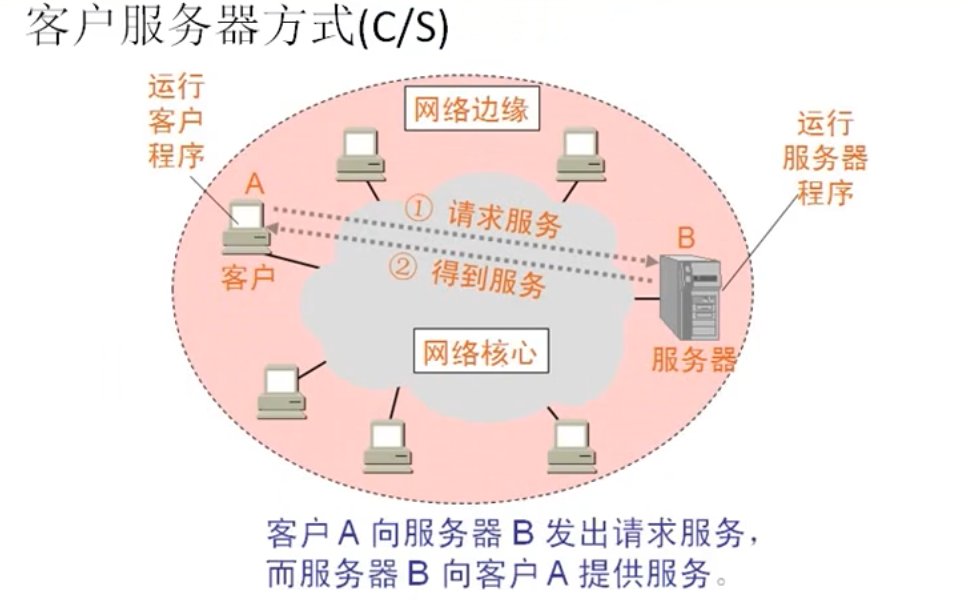 客户服务器方式(C/S)
运行
客户
程序
网络边缘
运行
服务器
程序
A
① 请求服务
B
② 得到服务
客户
网络核心
服务器
客户 A 向服务器 B 发出请求服务，
而服务器 B 向客户 A 提供服务。